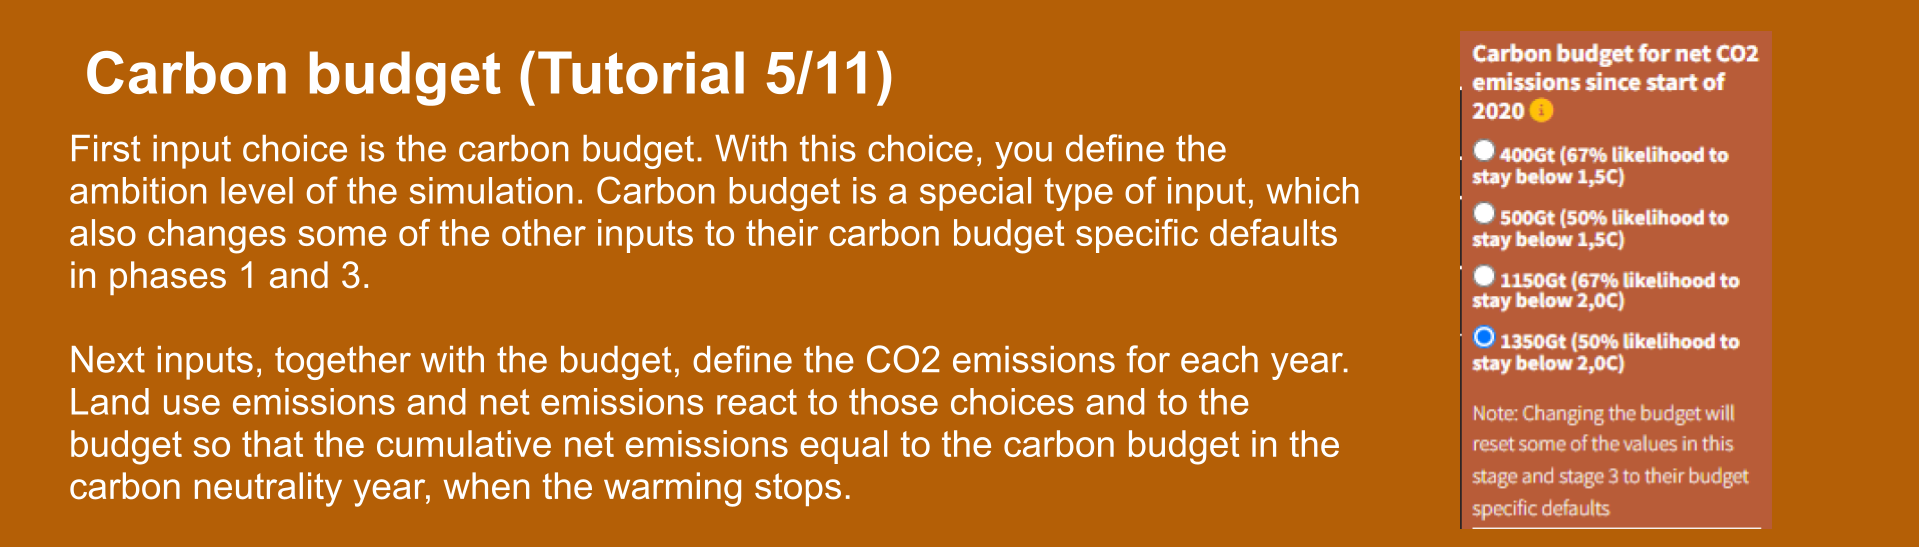 Carbon budget (Tutorial 5/11)
First input choice is the carbon budget. With this choice, you define the
ambition level of the simulation. Carbon budget is a special type of input, which
also changes some of the other inputs to their carbon budget specific defaults
in phases 1 and 3.
Next inputs, together with the budget, define the CO2 emissions for each year.
Land use emissions and net emissions react to those choices and to the
budget so that the cumulative net emissions equal to the carbon budget in the
carbon neutrality year, when the warming stops.
Carbon budget for net CO2
emissions since start of
2020 i
400Gt (67% likelihood to
stay below 1,5C)
500Gt (50% likelihood to
stay below 1,5C)
1150Gt (67% likelihood to
stay below 2,0C)
1350Gt (50% likelihood to
stay below 2,0C)
Note: Changing the budget will
reset some of the values in this
stage and stage 3 to their budget
specific defaults